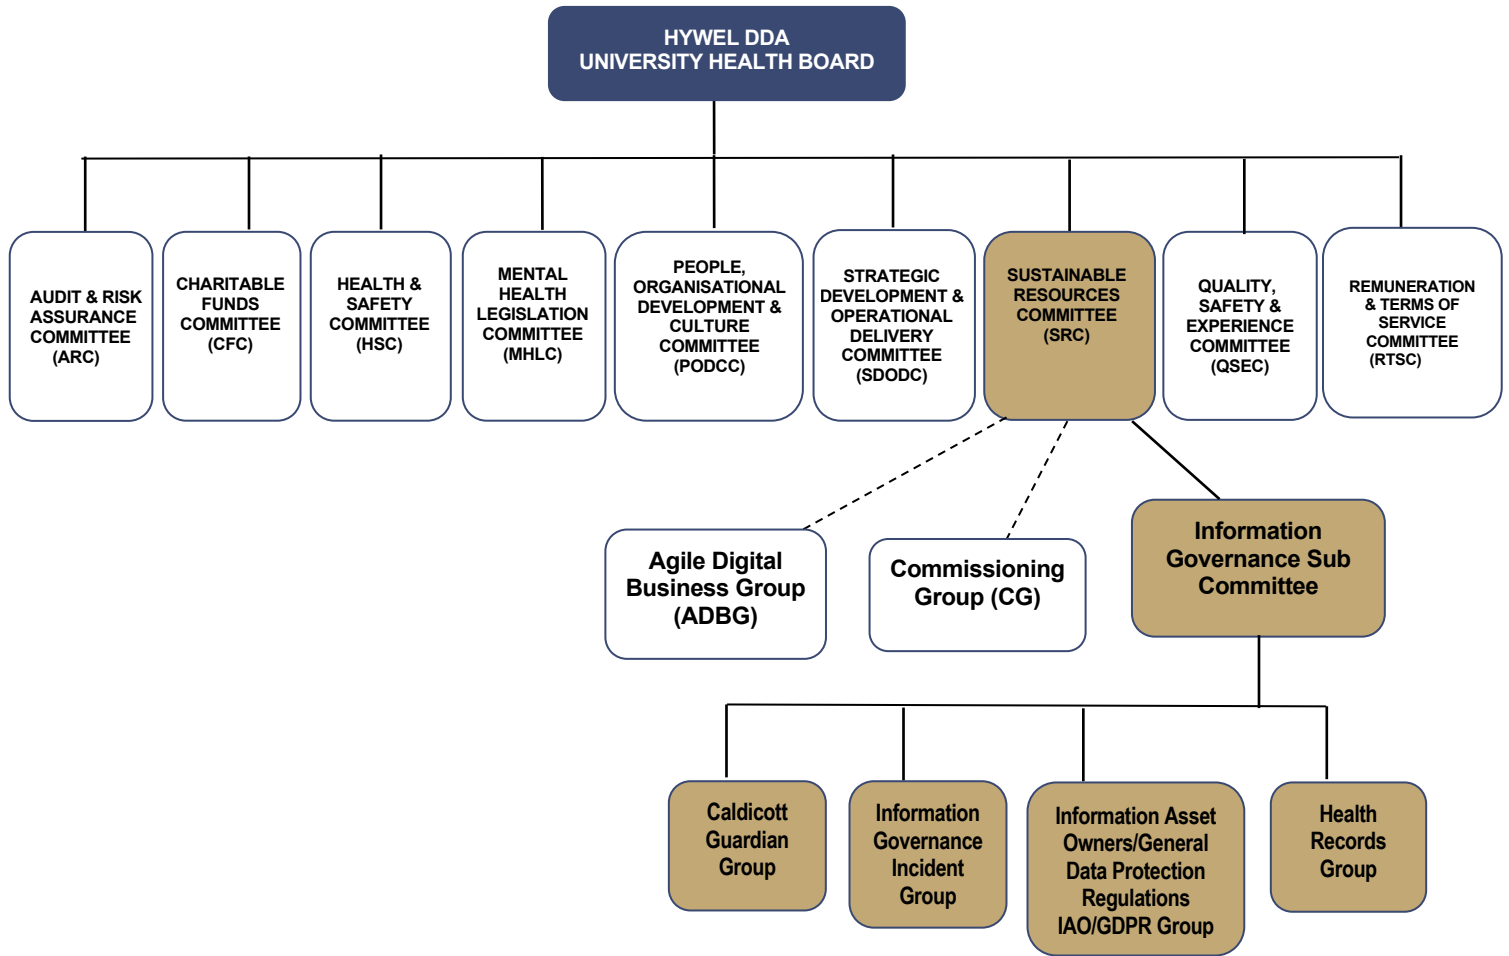 HYWEL DDA
UNIVERSITY HEALTH BOARD
AUDIT & RISK
ASSURANCE
COMMITTEE
(ARC)
CHARITABLE
FUNDS
COMMITTEE
(CFC)
HEALTH &
SAFETY
COMMITTEE
(HSC)
MENTAL
HEALTH
LEGISLATION
COMMITTEE
(MHLC)
PEOPLE,
ORGANISATIONAL
DEVELOPMENT &
CULTURE
COMMITTEE
(PODCC)
STRATEGIC
DEVELOPMENT &
OPERATIONAL
DELIVERY
COMMITTEE
(SDODC)
SUSTAINABLE
RESOURCES
COMMITTEE
(SRC)
QUALITY,
SAFETY &
EXPERIENCE
COMMITTEE
(QSEC)
REMUNERATION
& TERMS OF
SERVICE
COMMITTEE
(RTSC)
Agile Digital
Business Group
(ADBG)
Commissioning
Group (CG)
Information
Governance Sub
Committee
Caldicott
Guardian
Group
Information
Governance
Incident
Group
Information Asset
Owners/General
Data Protection
Regulations
IAO/GDPR Group
Health
Records
Group